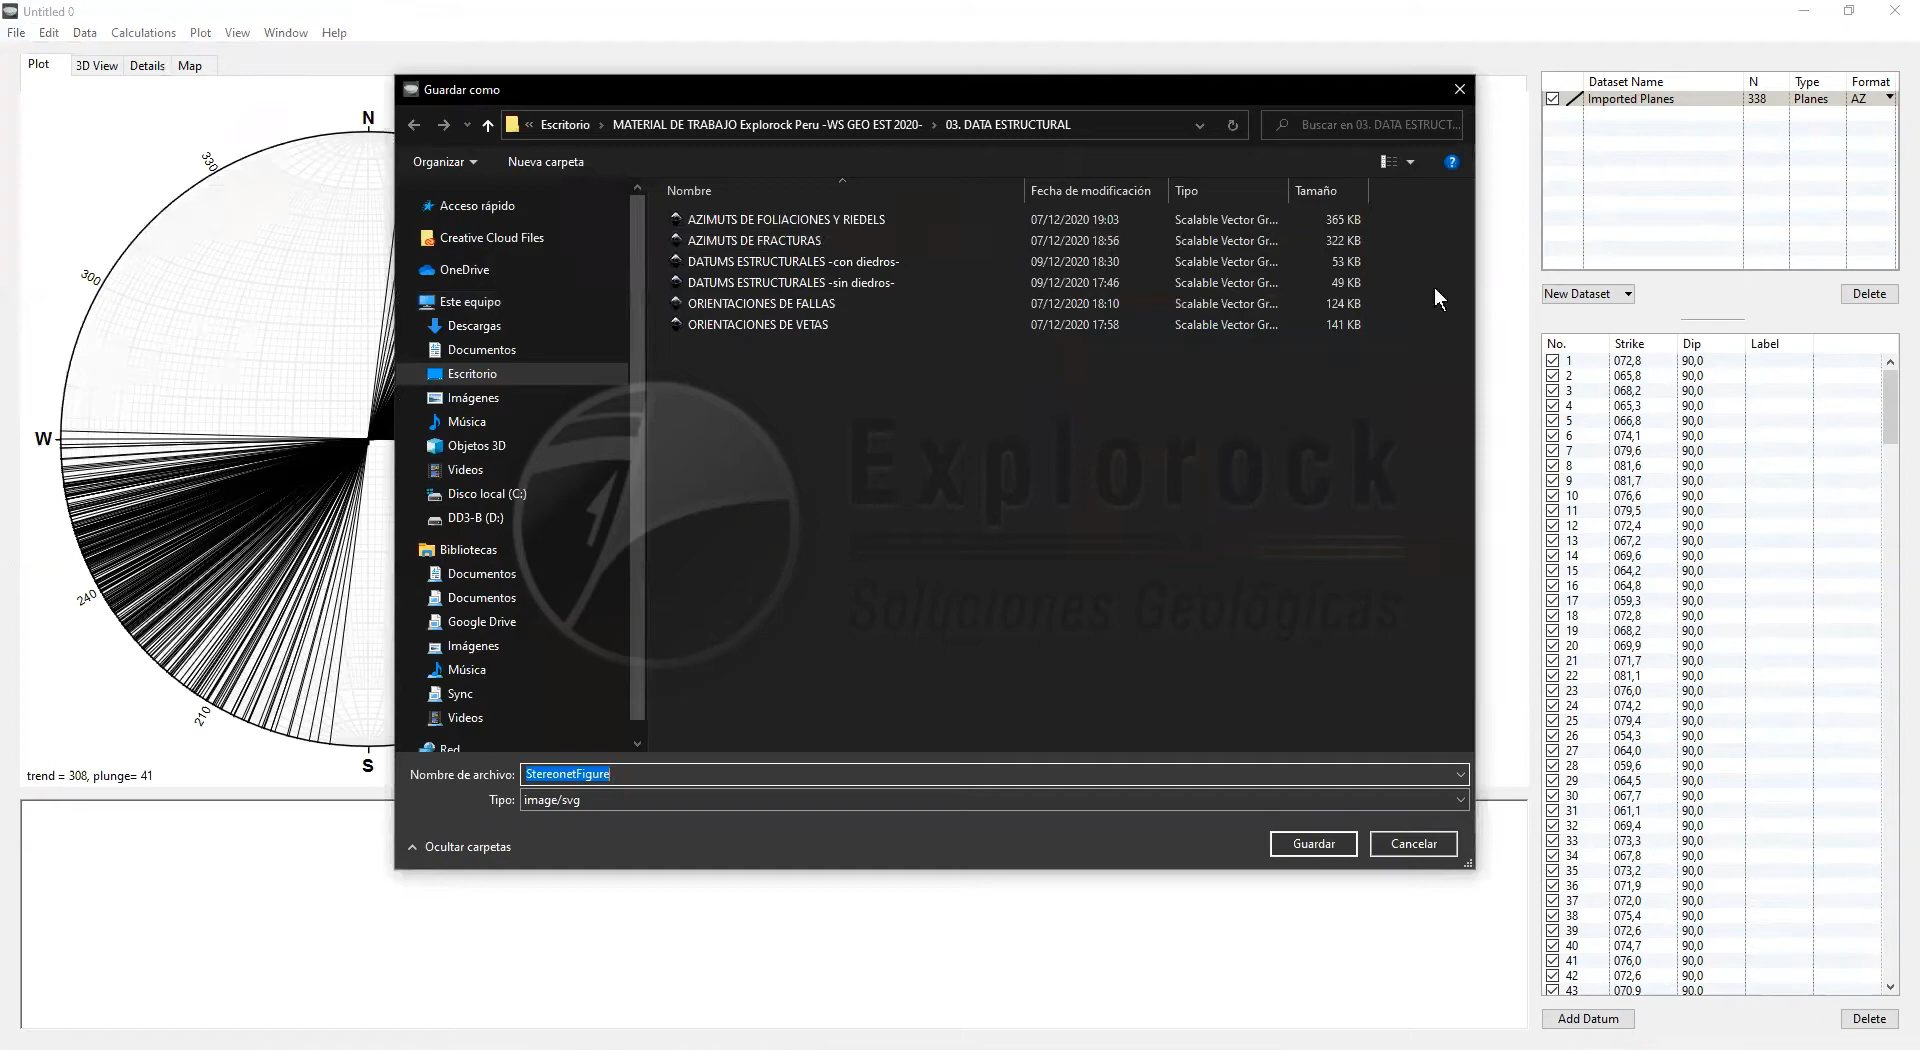 Untitled 0
File Edit Data Calculations Plot View Window Help
Plot 3D View Details Map
N
330
300
W
240
210
S
trend = 308, plunge= 41
Guardar como
« Escritorio › MATERIAL DE TRABAJO Explorock Peru -WS GEO EST 2020- › 03. DATA ESTRUCTURAL
Buscar en 03. DATA ESTRUCT...
Organizar Nueva carpeta
Acceso rápido
Creative Cloud Files
OneDrive
Este equipo
Descargas
Documentos
Escritorio
Imágenes
Música
Objetos 3D
Videos
Disco local (C:)
DD3-B (D:)
Bibliotecas
Documentos
Documentos
Google Drive
Imágenes
Música
Sync
Videos
Red
Nombre Fecha de modificación Tipo Tamaño
AZIMUTS DE FOLIACIONES Y RIEDELS 07/12/2020 19:03 Scalable Vector Gr... 365 KB
AZIMUTS DE FRACTURAS 07/12/2020 18:56 Scalable Vector Gr... 322 KB
DATUMS ESTRUCTURALES -con diedros- 09/12/2020 18:30 Scalable Vector Gr... 53 KB
DATUMS ESTRUCTURALES -sin diedros- 09/12/2020 17:46 Scalable Vector Gr... 49 KB
ORIENTACIONES DE FALLAS 07/12/2020 18:10 Scalable Vector Gr... 124 KB
ORIENTACIONES DE VETAS 07/12/2020 17:58 Scalable Vector Gr... 141 KB
Explorock
Soluciones Geológicas
Nombre de archivo: StereonetFigure
Tipo: image/svg
Ocultar carpetas
Guardar Cancelar
Dataset Name N Type Format
Imported Planes 338 Planes AZ
New Dataset Delete
No. Strike Dip Label
1 072,8 90,0
2 065,8 90,0
3 068,2 90,0
4 065,3 90,0
5 066,8 90,0
6 074,1 90,0
7 079,6 90,0
8 081,6 90,0
9 081,7 90,0
10 076,6 90,0
11 079,5 90,0
12 072,4 90,0
13 067,2 90,0
14 069,6 90,0
15 064,2 90,0
16 064,8 90,0
17 059,3 90,0
18 072,8 90,0
19 068,2 90,0
20 069,9 90,0
21 071,7 90,0
22 081,1 90,0
23 076,0 90,0
24 074,2 90,0
25 079,4 90,0
26 054,3 90,0
27 064,0 90,0
28 059,6 90,0
29 064,5 90,0
30 067,7 90,0
31 061,1 90,0
32 069,4 90,0
33 073,3 90,0
34 067,8 90,0
35 073,2 90,0
36 071,9 90,0
37 072,0 90,0
38 075,4 90,0
39 072,6 90,0
40 074,7 90,0
41 076,0 90,0
42 072,6 90,0
43 070,9 90,0
Add Datum Delete